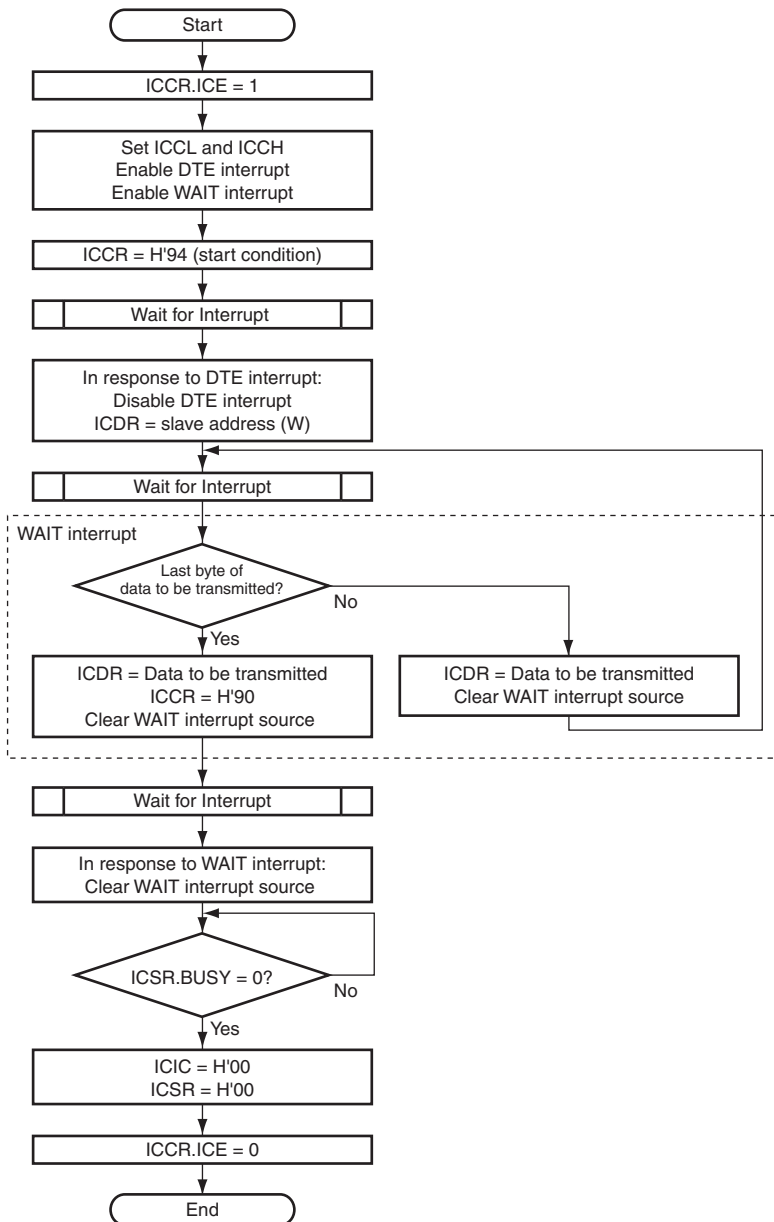 Start
ICCR.ICE = 1
Set ICCL and ICCH
Enable DTE interrupt
Enable WAIT interrupt
ICCR = H'94 (start condition)
Wait for Interrupt
In response to DTE interrupt:
Disable DTE interrupt
ICDR = slave address (W)
Wait for Interrupt
WAIT interrupt
Last byte of
data to be transmitted?
No
Yes
ICDR = Data to be transmitted
ICCR = H'90
Clear WAIT interrupt source
ICDR = Data to be transmitted
Clear WAIT interrupt source
Wait for Interrupt
In response to WAIT interrupt:
Clear WAIT interrupt source
ICSR.BUSY = 0?
No
Yes
ICIC = H'00
ICSR = H'00
ICCR.ICE = 0
End